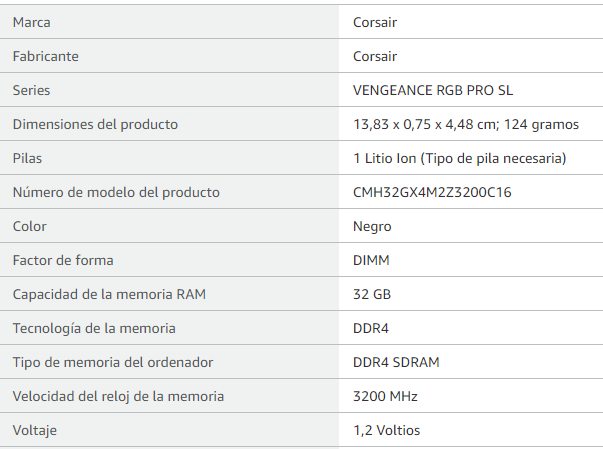 Marca Corsair
Fabricante Corsair
Series VENGEANCE RGB PRO SL
Dimensiones del producto 13,83 x 0,75 x 4,48 cm; 124 gramos
Pilas 1 Litio Ion (Tipo de pila necesaria)
Número de modelo del producto CMH32GX4M2Z3200C16
Color Negro
Factor de forma DIMM
Capacidad de la memoria RAM 32 GB
Tecnología de la memoria DDR4
Tipo de memoria del ordenador DDR4 SDRAM
Velocidad del reloj de la memoria 3200 MHz
Voltaje 1,2 Voltios